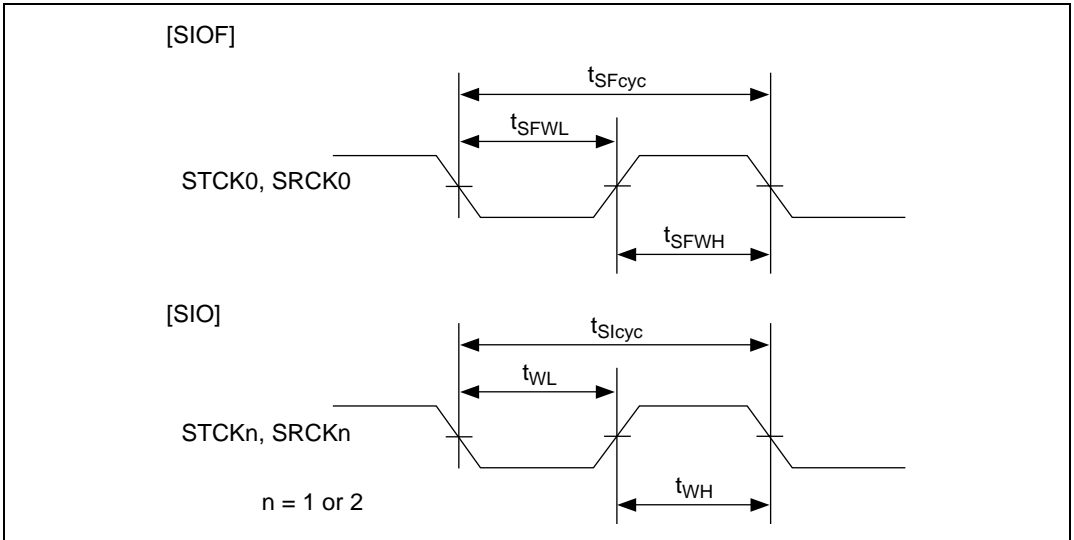 [SIOF]
tSFcyc
tSFWL
STCK0, SRCK0
tSFWH
[SIO]
tSIcyc
tWL
STCKn, SRCKn
tWH
n = 1 or 2